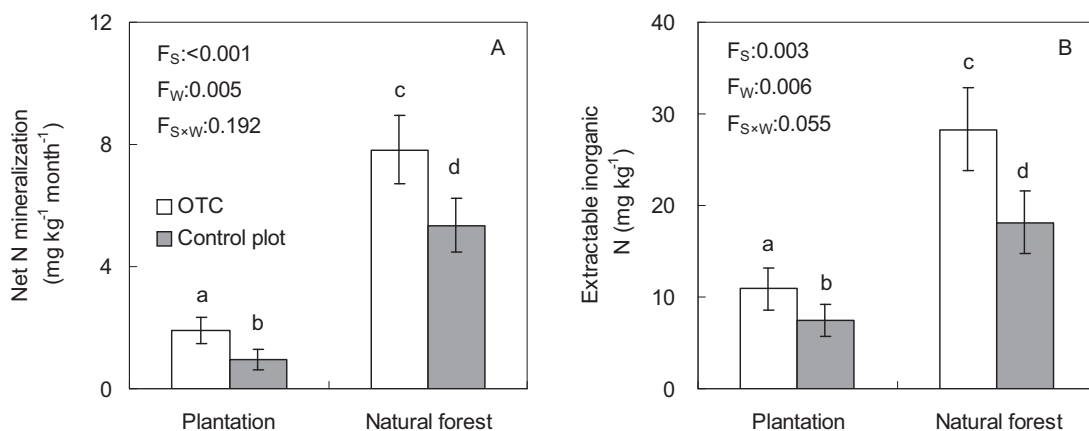 Net N mineralization
(mg kg⁻¹ month⁻¹)
12
8
4
0
F_S:<0.001
F_W:0.005
F_S×W:0.192
A
OTC
Control plot
a
b
c
d
Plantation
Natural forest
Extractable inorganic
N (mg kg⁻¹)
40
30
20
10
0
F_S:0.003
F_W:0.006
F_S×W:0.055
B
a
b
c
d
Plantation
Natural forest